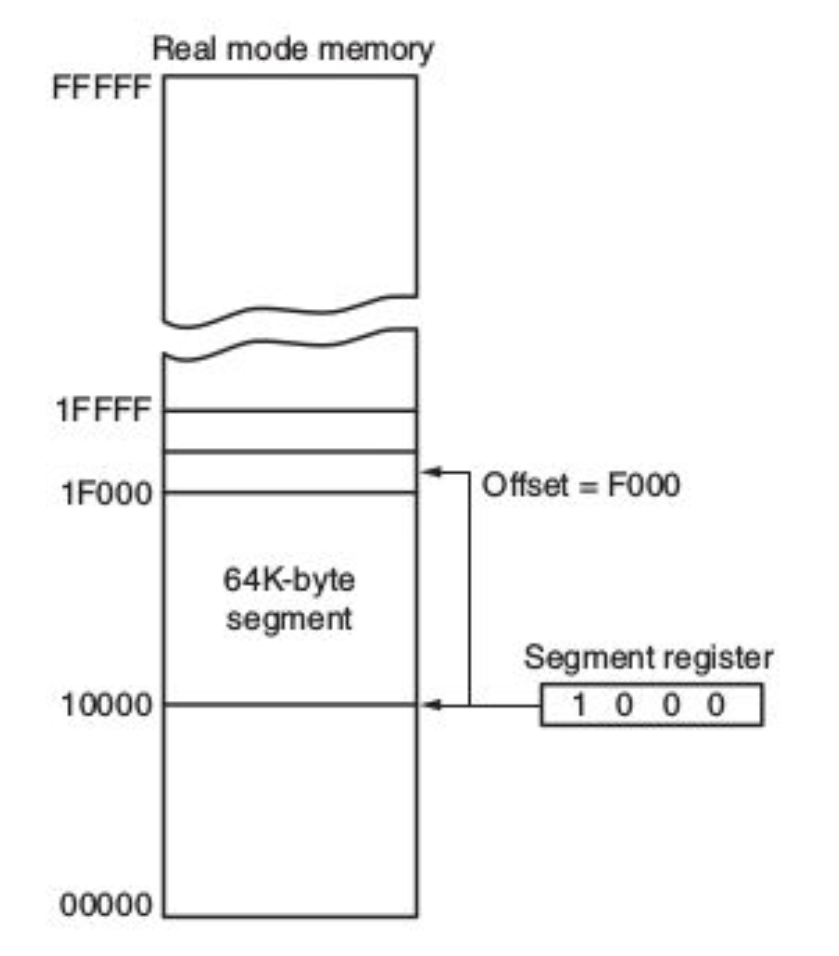 Real mode memory
FFFFF
1FFFF
1F000
Offset = F000
64K-byte
segment
Segment register
10000
1 0 0 0
00000